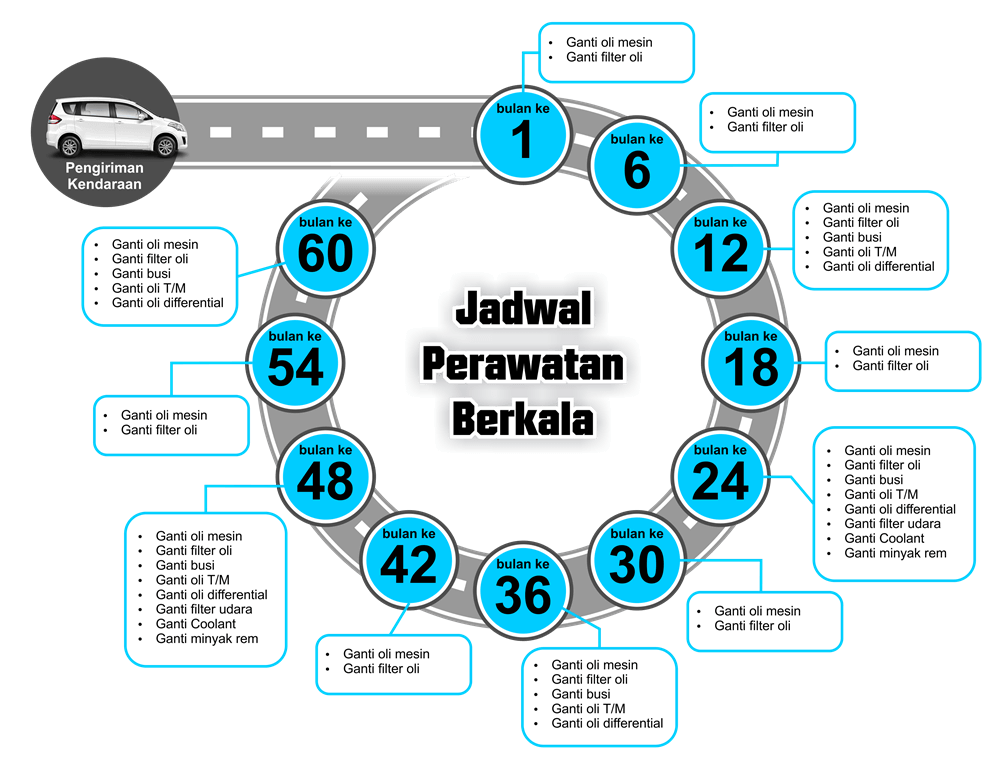 Jadwal
Perawatan
Berkala
Pengiriman
Kendaraan
bulan ke
1
• Ganti oli mesin
• Ganti filter oli
bulan ke
6
• Ganti oli mesin
• Ganti filter oli
bulan ke
12
• Ganti oli mesin
• Ganti filter oli
• Ganti busi
• Ganti oli T/M
• Ganti oli differential
bulan ke
18
• Ganti oli mesin
• Ganti filter oli
bulan ke
24
• Ganti oli mesin
• Ganti filter oli
• Ganti busi
• Ganti oli T/M
• Ganti oli differential
• Ganti filter udara
• Ganti Coolant
• Ganti minyak rem
bulan ke
30
• Ganti oli mesin
• Ganti filter oli
bulan ke
36
• Ganti oli mesin
• Ganti filter oli
• Ganti busi
• Ganti oli T/M
• Ganti oli differential
bulan ke
42
• Ganti oli mesin
• Ganti filter oli
bulan ke
48
• Ganti oli mesin
• Ganti filter oli
• Ganti busi
• Ganti oli T/M
• Ganti oli differential
• Ganti filter udara
• Ganti Coolant
• Ganti minyak rem
bulan ke
54
• Ganti oli mesin
• Ganti filter oli
bulan ke
60
• Ganti oli mesin
• Ganti filter oli
• Ganti busi
• Ganti oli T/M
• Ganti oli differential